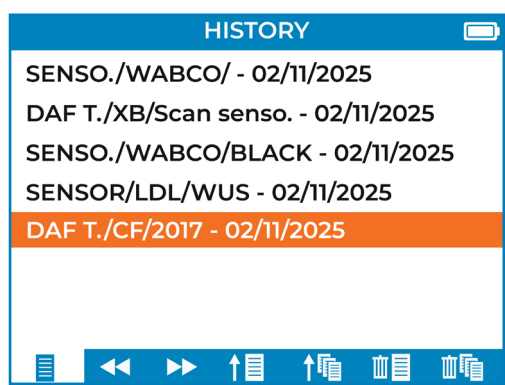 HISTORY
SENSO./WABCO/ - 02/11/2025
DAF T./XB/Scan senso. - 02/11/2025
SENSO./WABCO/BLACK - 02/11/2025
SENSOR/LDL/WUS - 02/11/2025
DAF T./CF/2017 - 02/11/2025